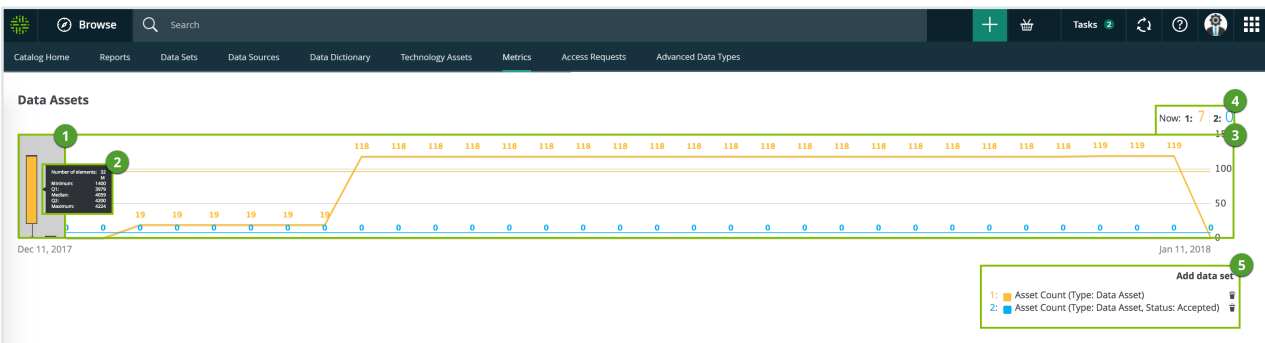 Browse Search Tasks 2
Catalog Home Reports Data Sets Data Sources Data Dictionary Technology Assets Metrics Access Requests Advanced Data Types
Data Assets
4
Now: 1: 7 2: 0
1
3
150
118 118 118 118 118 118 118 118 118 118 118 118 118 118 118 118 118 118 118 118 119 119 119
2
Number of elements: 32
M
Minimum: 1400
Q1: 3979
Median: 4059
Q3: 4200
Maximum: 4224
100
50
19 19 19 19 19 19
0 0 0 0 0 0 0 0 0 0 0 0 0 0 0 0 0 0 0 0 0 0 0 0 0 0 0 0 0 0 0
0
Dec 11, 2017 Jan 11, 2018
5
Add data set
1: Asset Count (Type: Data Asset)
2: Asset Count (Type: Data Asset, Status: Accepted)